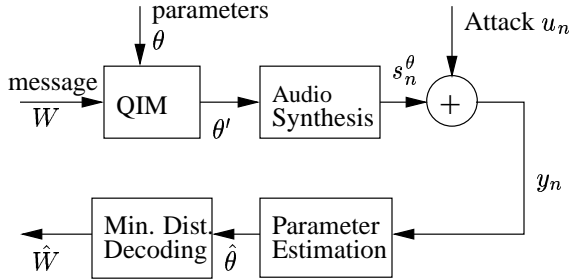 parameters
θ
Attack uₙ
message
W
QIM
θ′
Audio
Synthesis
sₙ^θ
+
yₙ
Parameter
Estimation
θ̂
Min. Dist.
Decoding
Ŵ